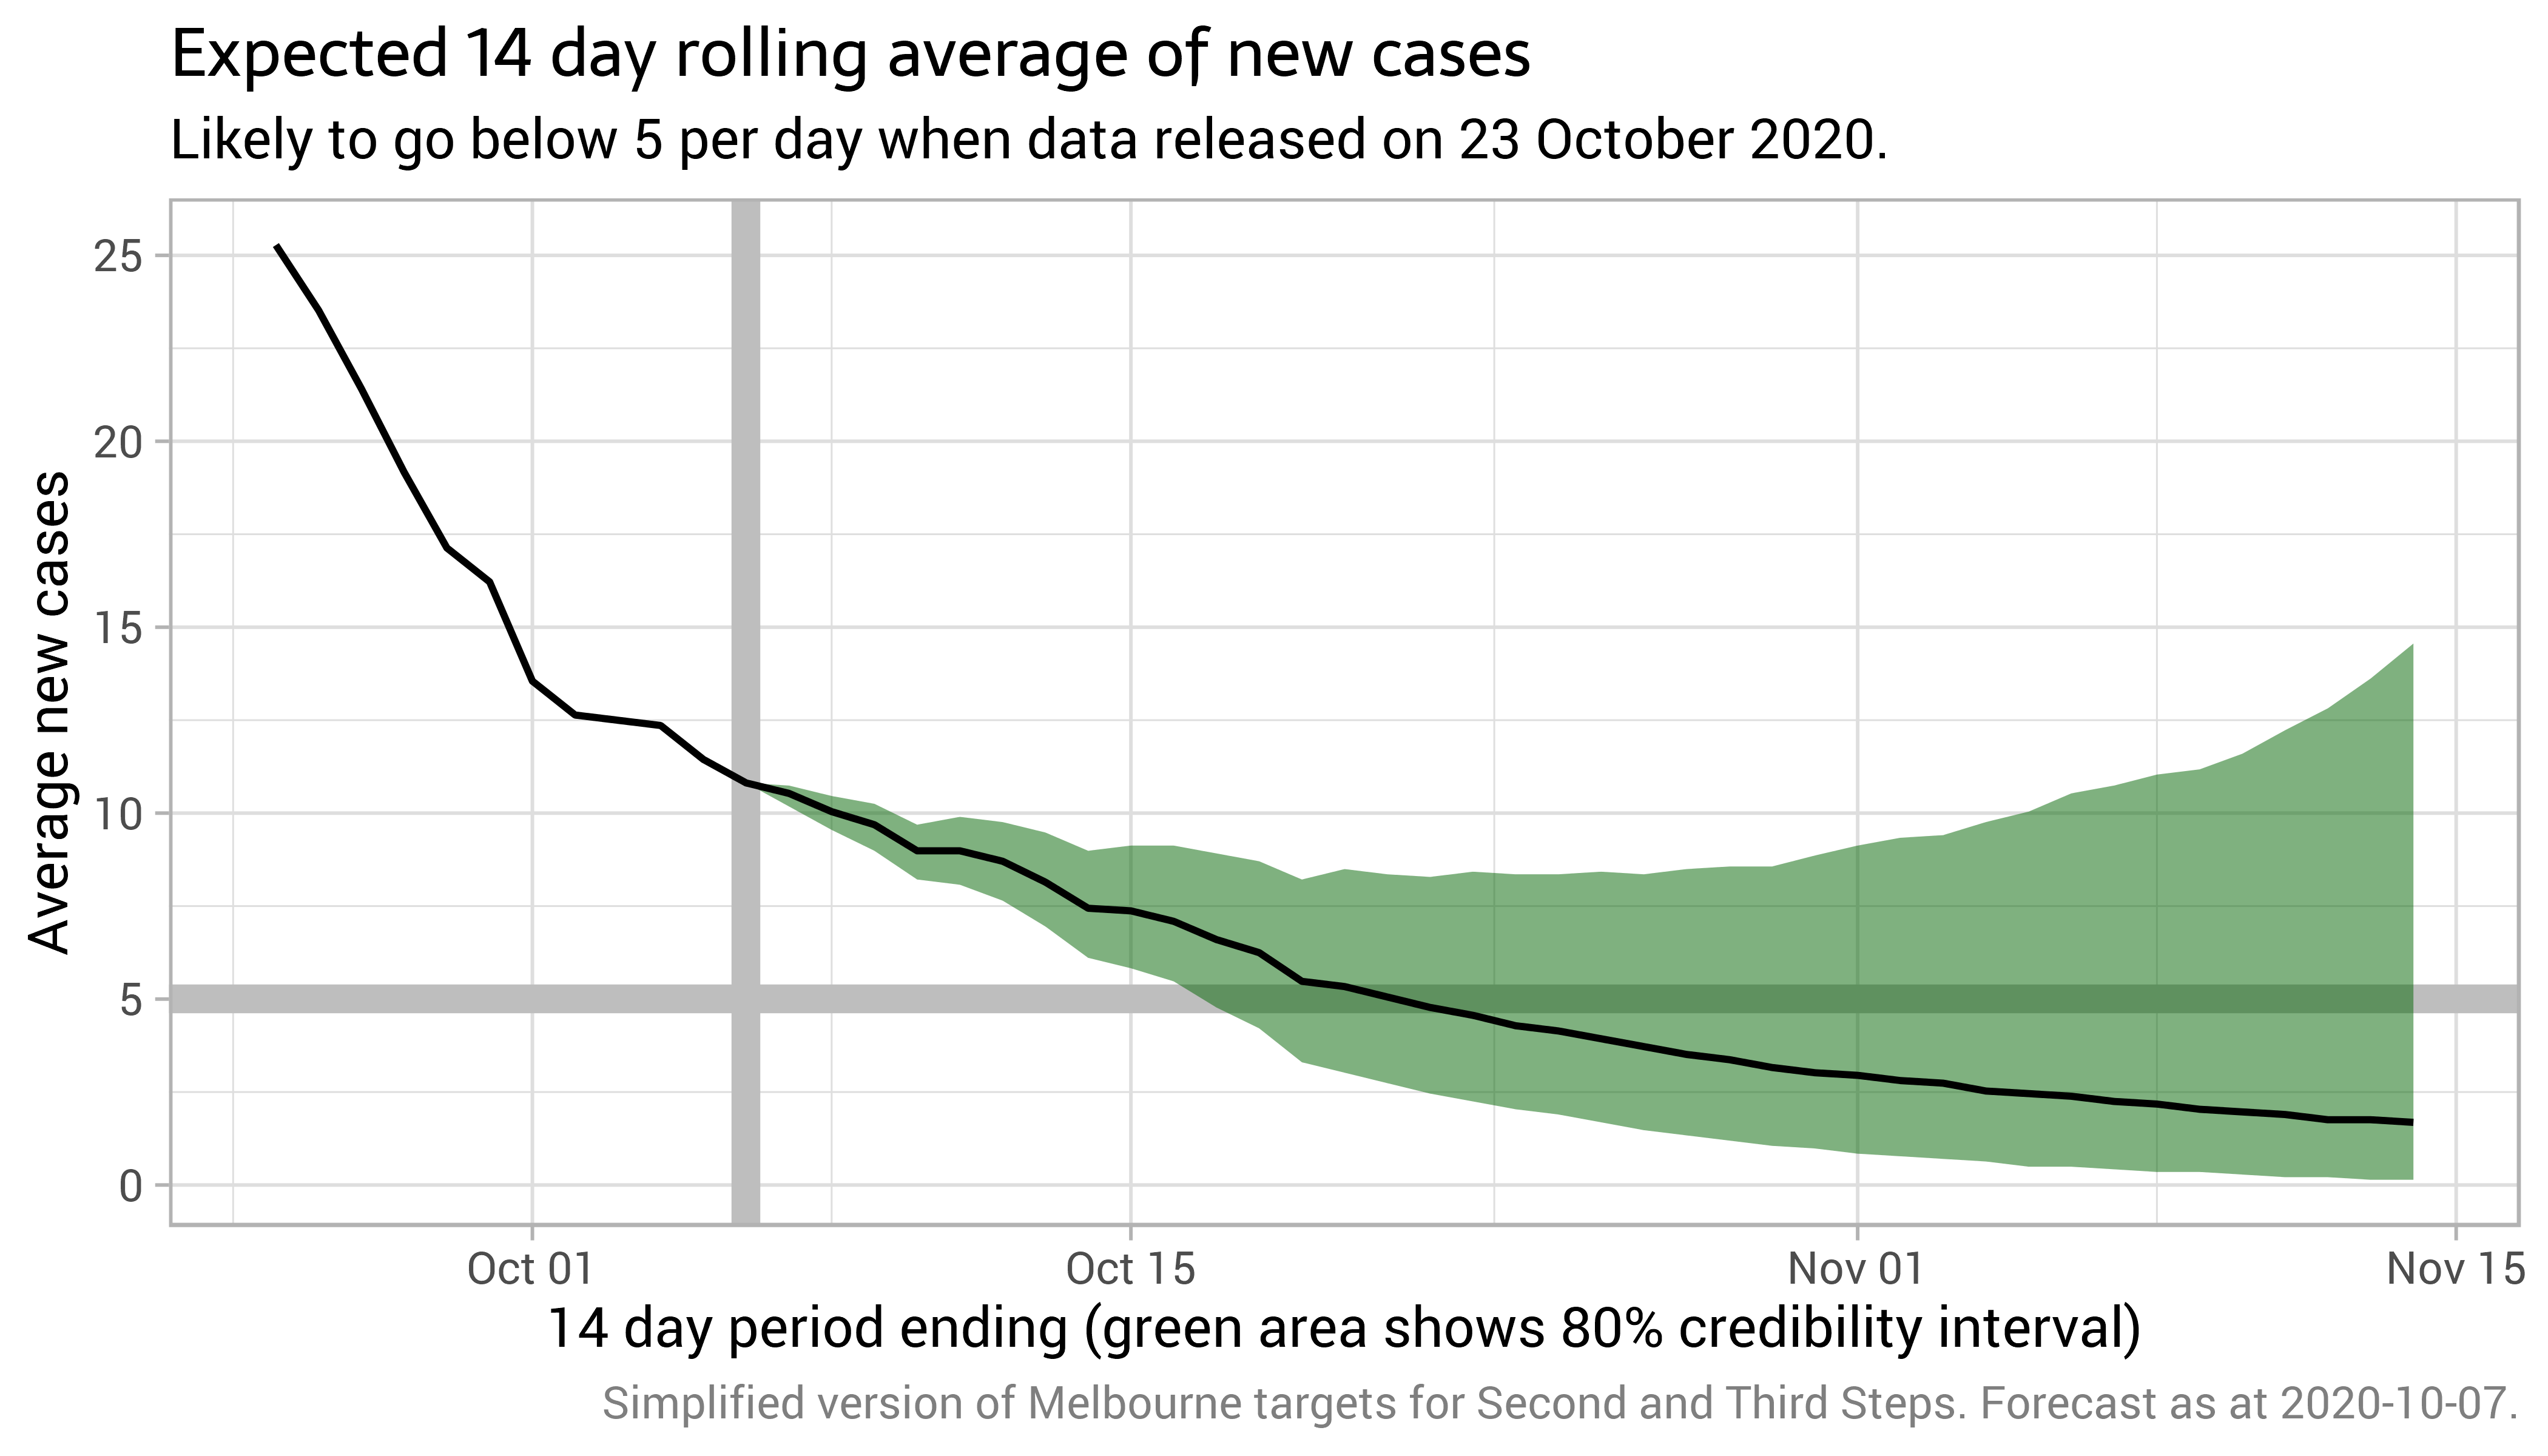 Expected 14 day rolling average of new cases
Likely to go below 5 per day when data released on 23 October 2020.
Average new cases
25
20
15
10
5
0
Oct 01
Oct 15
Nov 01
Nov 15
14 day period ending (green area shows 80% credibility interval)
Simplified version of Melbourne targets for Second and Third Steps. Forecast as at 2020-10-07.